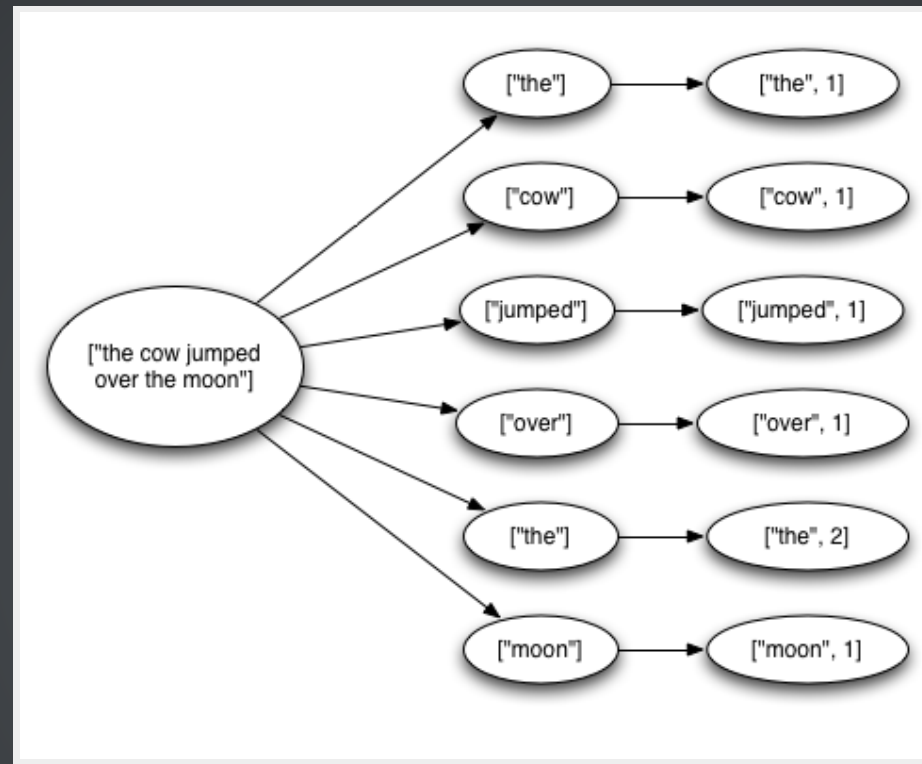 ["the"]
["the", 1]
["cow"]
["cow", 1]
["jumped"]
["jumped", 1]
["the cow jumped
over the moon"]
["over"]
["over", 1]
["the"]
["the", 2]
["moon"]
["moon", 1]